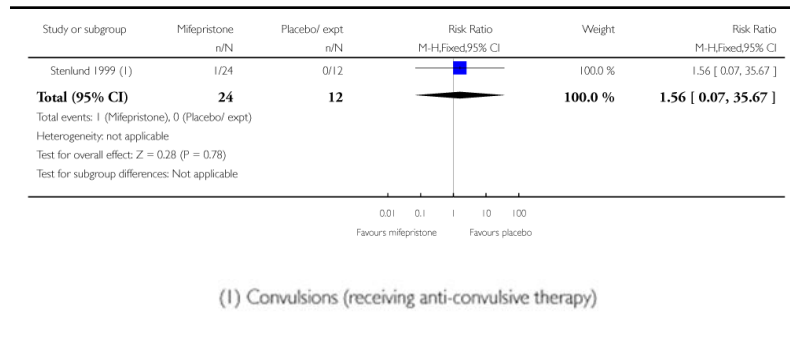 Study or subgroup Mifepristone Placebo/ expt Risk Ratio Weight Risk Ratio
n/N n/N M-H,Fixed,95% CI M-H,Fixed,95% CI
Stenlund 1999 (1) 1/24 0/12 100.0 % 1.56 [ 0.07, 35.67 ]
Total (95% CI) 24 12 100.0 % 1.56 [ 0.07, 35.67 ]
Total events: 1 (Mifepristone), 0 (Placebo/ expt)
Heterogeneity: not applicable
Test for overall effect: Z = 0.28 (P = 0.78)
Test for subgroup differences: Not applicable
0.01 0.1 1 10 100
Favours mifepristone Favours placebo
(1) Convulsions (receiving anti-convulsive therapy)